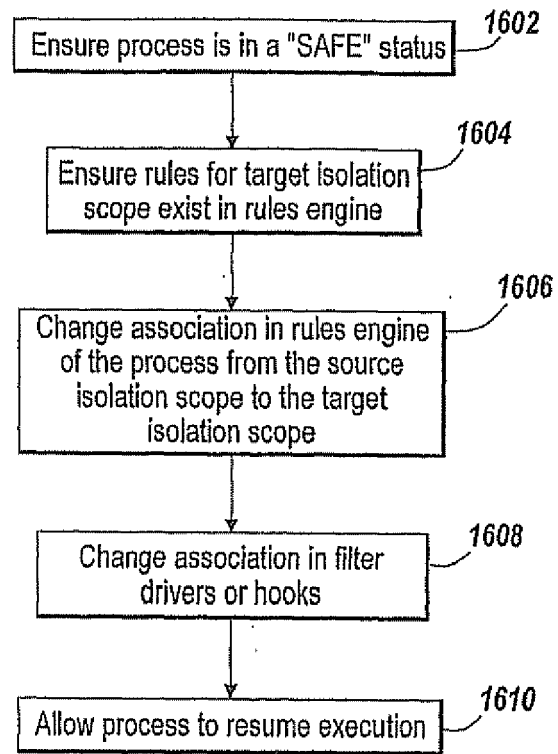 1602
Ensure process is in a "SAFE" status
1604
Ensure rules for target isolation
scope exist in rules engine
1606
Change association in rules engine
of the process from the source
isolation scope to the target
isolation scope
1608
Change association in filter
drivers or hooks
1610
Allow process to resume execution